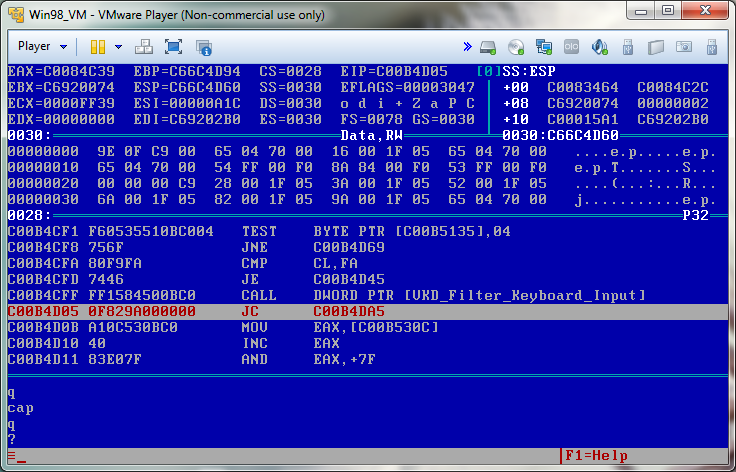 Win98_VM - VMware Player (Non-commercial use only)
Player
EAX=C0084C39 EBP=C66C4D94 CS=0028 EIP=C00B4D05 [0]SS:ESP
EBX=C6920074 ESP=C66C4D60 SS=0030 EFLAGS=00003047 +00 C0083464 C0084C2C
ECX=0000FF39 ESI=00000A1C DS=0030 o d i + Z a P C +08 C6920074 00000002
EDX=00000000 EDI=C69202B0 ES=0030 FS=0078 GS=0030 +10 C00015A1 C69202B0
0030: Data,RW 0030:C66C4D60
00000000 9E 0F C9 00 65 04 70 00 16 00 1F 05 65 04 70 00 ....e.p.....e.p.
00000010 65 04 70 00 54 FF 00 F0 8A 84 00 F0 53 FF 00 F0 e.p.T.......S...
00000020 00 00 00 C9 28 00 1F 05 3A 00 1F 05 52 00 1F 05 ....(...:...R...
00000030 6A 00 1F 05 82 00 1F 05 9A 00 1F 05 65 04 70 00 j...........e.p.
0028: P32
C00B4CF1 F60535510BC004 TEST BYTE PTR [C00B5135],04
C00B4CF8 756F JNE C00B4D69
C00B4CFA 80F9FA CMP CL,FA
C00B4CFD 7446 JE C00B4D45
C00B4CFF FF1584500BC0 CALL DWORD PTR [VKD_Filter_Keyboard_Input]
C00B4D05 0F829A000000 JC C00B4DA5
C00B4D0B A10C530BC0 MOV EAX,[C00B530C]
C00B4D10 40 INC EAX
C00B4D11 83E07F AND EAX,+7F
q
cap
q
?
≡_ F1=Help